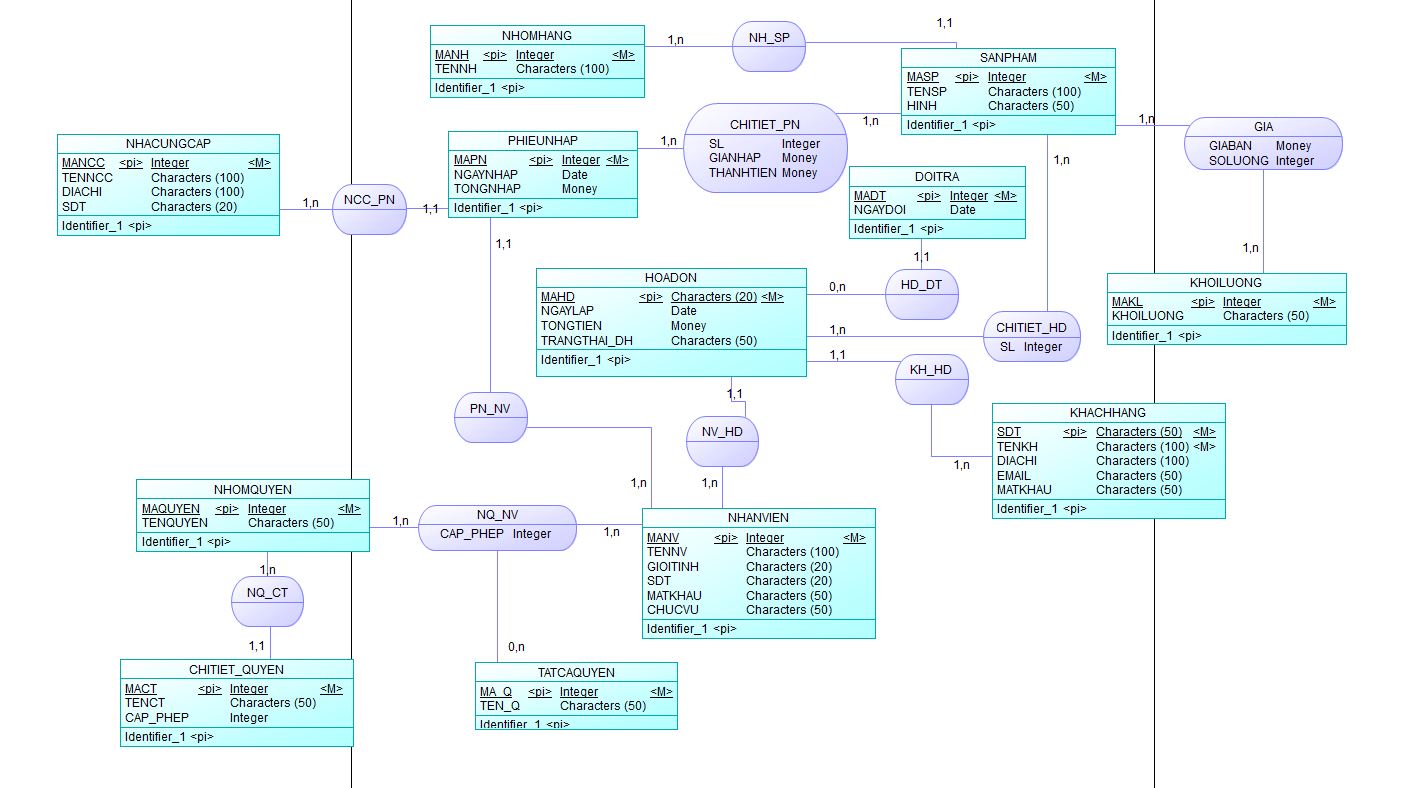 NHOMHANG
MANH <pi> Integer <M>
TENNH Characters (100)
Identifier_1 <pi>
1,n
NH_SP
1,1
SANPHAM
MASP <pi> Integer <M>
TENSP Characters (100)
HINH Characters (50)
Identifier_1 <pi>
1,n
GIA
GIABAN Money
SOLUONG Integer
1,n
CHITIET_PN
SL Integer
GIANHAP Money
THANHTIEN Money
1,n
1,n
PHIEUNHAP
MAPN <pi> Integer <M>
NGAYNHAP Date
TONGNHAP Money
Identifier_1 <pi>
NHACUNGCAP
MANCC <pi> Integer <M>
TENNCC Characters (100)
DIACHI Characters (100)
SDT Characters (20)
Identifier_1 <pi>
1,n
NCC_PN
1,1
1,1
DOITRA
MADT <pi> Integer <M>
NGAYDOI Date
Identifier_1 <pi>
1,1
1,n
HOADON
MAHD <pi> Characters (20) <M>
NGAYLAP Date
TONGTIEN Money
TRANGTHAI_DH Characters (50)
Identifier_1 <pi>
0,n
HD_DT
1,n
CHITIET_HD
SL Integer
1,1
KH_HD
KHOILUONG
MAKL <pi> Integer <M>
KHOILUONG Characters (50)
Identifier_1 <pi>
PN_NV
1,1
NV_HD
1,n
KHACHHANG
SDT <pi> Characters (50) <M>
TENKH Characters (100) <M>
DIACHI Characters (100)
EMAIL Characters (50)
MATKHAU Characters (50)
Identifier_1 <pi>
1,n
1,n
NHOMQUYEN
MAQUYEN <pi> Integer <M>
TENQUYEN Characters (50)
Identifier_1 <pi>
1,n
NQ_NV
CAP_PHEP Integer
1,n
NHANVIEN
MANV <pi> Integer <M>
TENNV Characters (100)
GIOITINH Characters (20)
SDT Characters (20)
MATKHAU Characters (50)
CHUCVU Characters (50)
Identifier_1 <pi>
1,n
NQ_CT
1,1
0,n
CHITIET_QUYEN
MACT <pi> Integer <M>
TENCT Characters (50)
CAP_PHEP Integer
Identifier_1 <pi>
TATCAQUYEN
MA_Q <pi> Integer <M>
TEN_Q Characters (50)
Identifier_1 <pi>